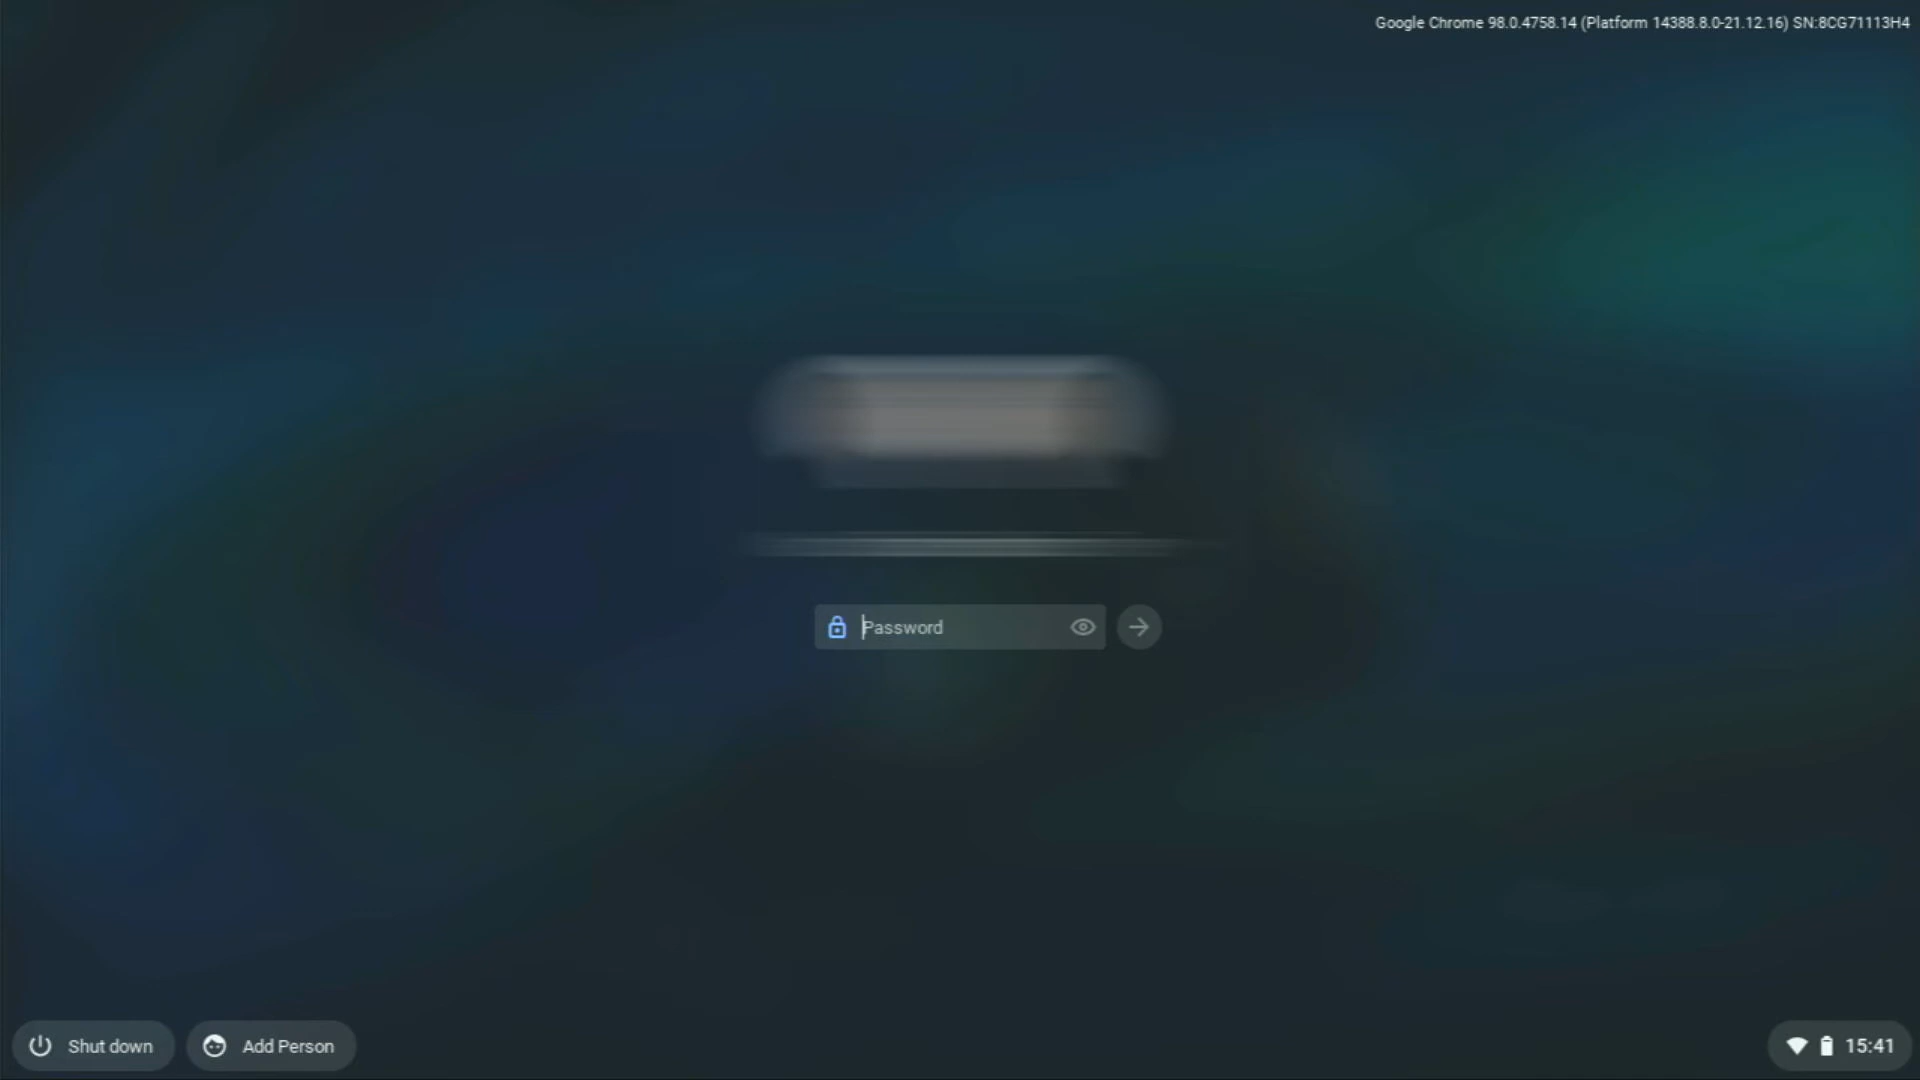 Google Chrome 98.0.4758.14 (Platform 14388.8.0-21.12.16) SN:8CG71113H4
Password
Shut down
Add Person
15:41